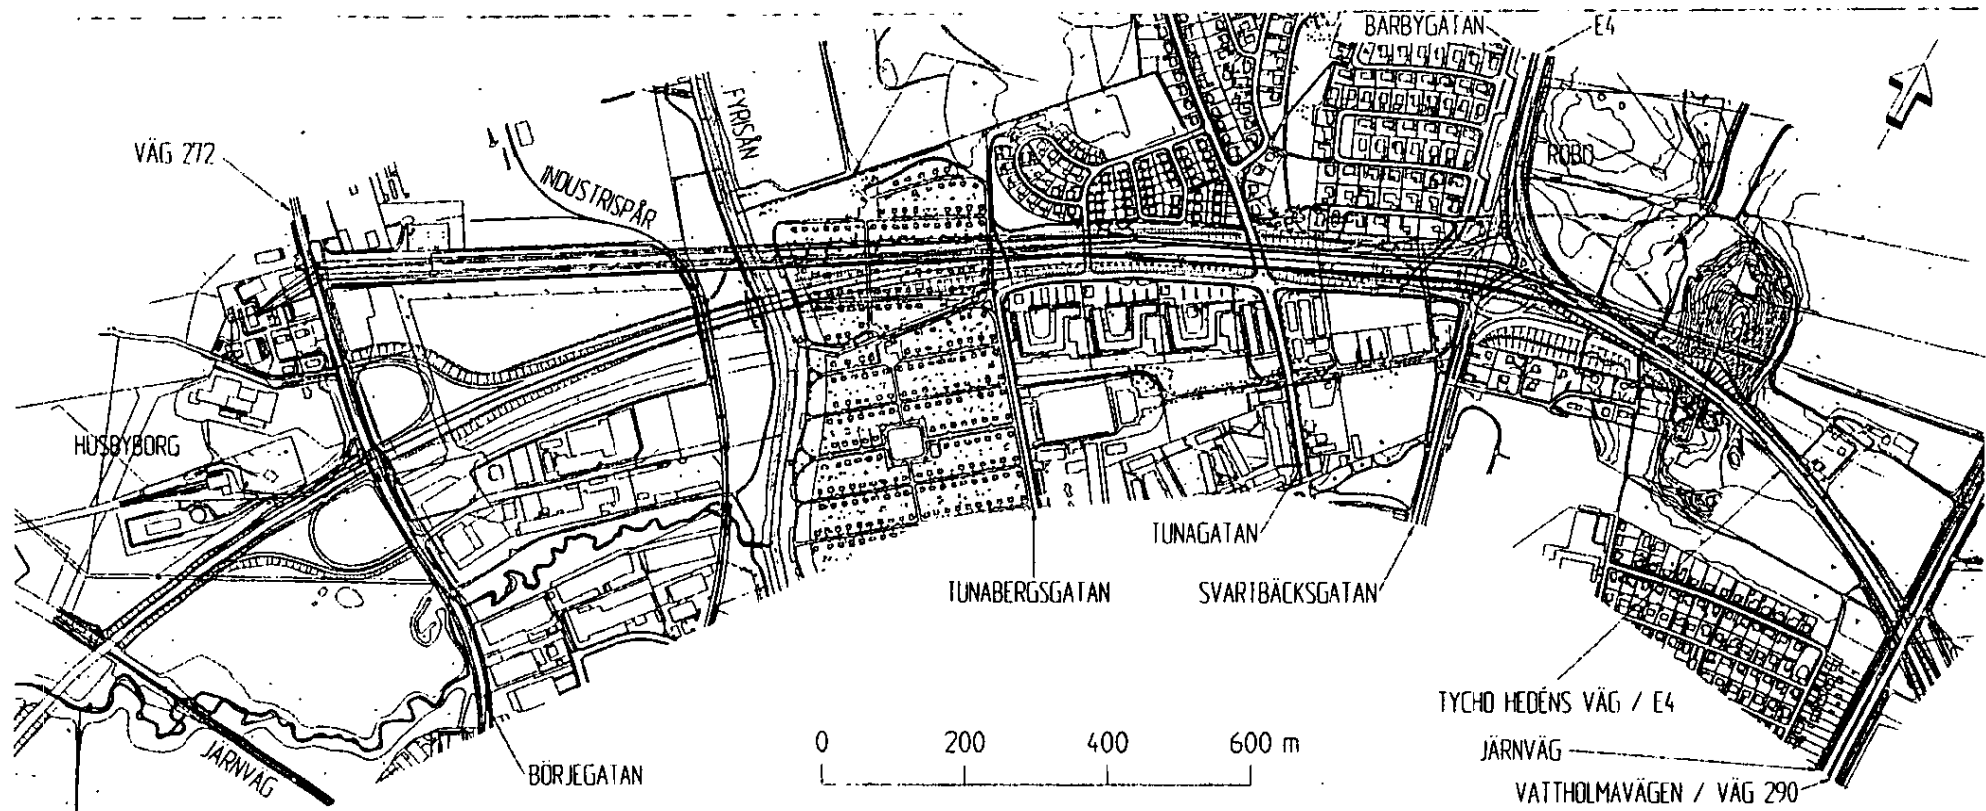 BÄRBYGATAN
E4
VÄG 272
FYRISÅN
INDUSTRISPÅR
RÖBO
HUSBYBORG
TUNAGATAN
TUNABERGSGATAN
SVARTBÄCKSGATAN
TYCHO HEDÉNS VÄG / E4
JÄRNVÄG
JÄRNVÄG
BÖRJEGATAN
0 200 400 600 m
VATTHOLMAVÄGEN / VÄG 290